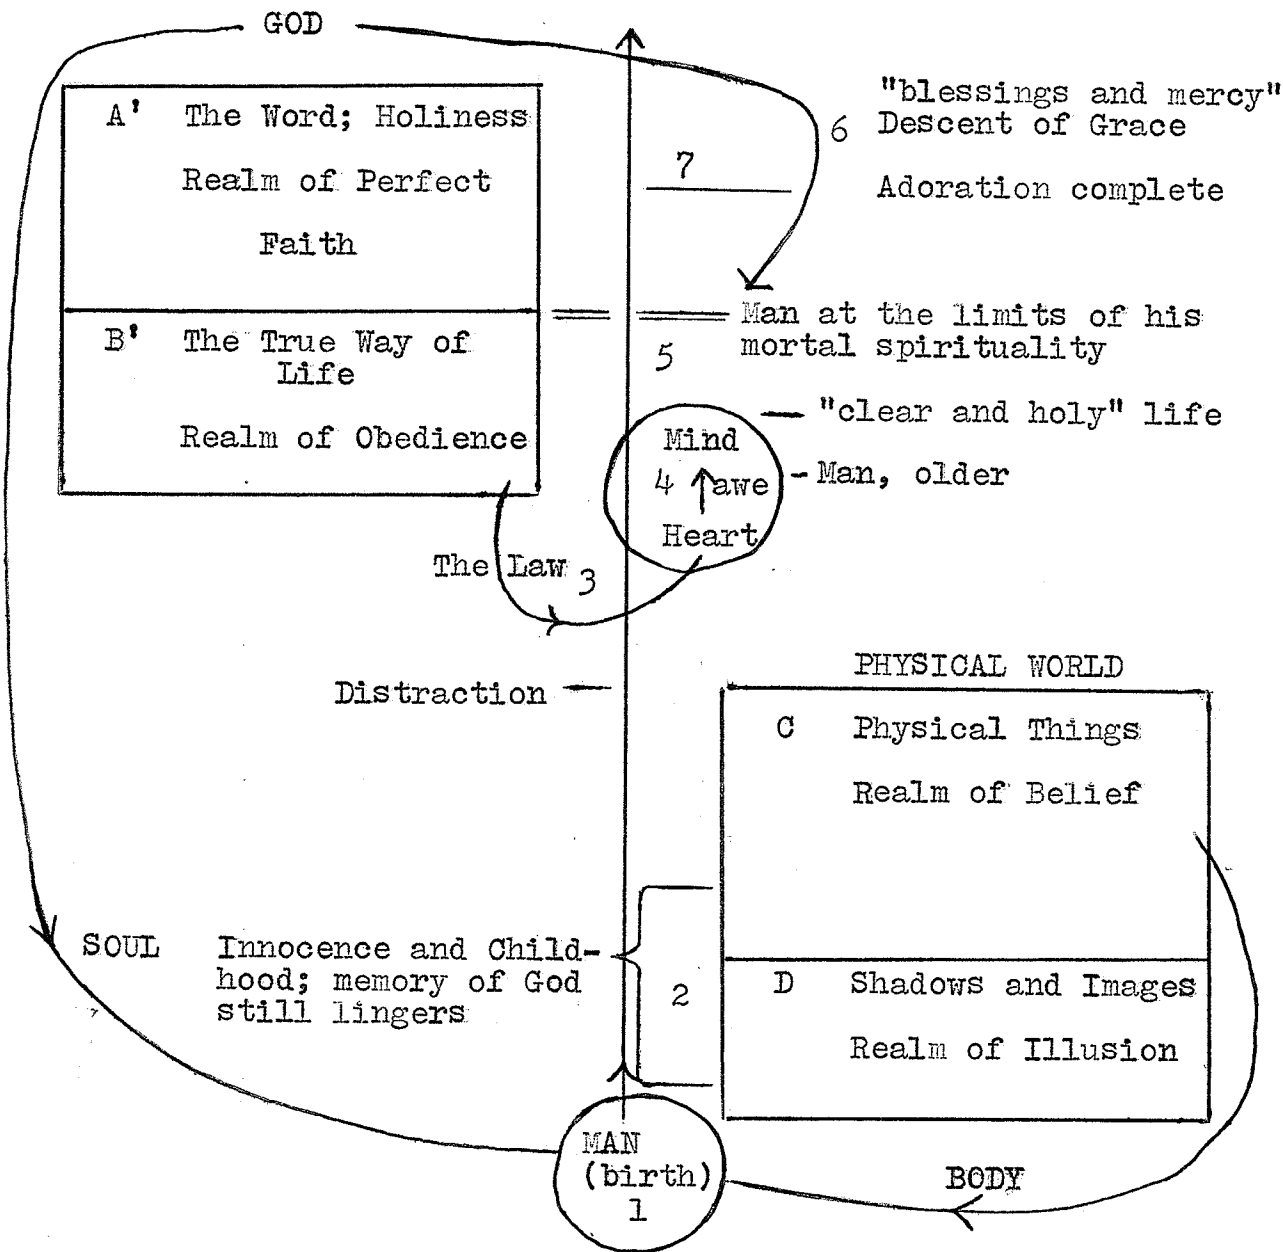 GOD
"blessings and mercy"
6 Descent of Grace
A' The Word; Holiness
7
Realm of Perfect
Adoration complete
Faith
Man at the limits of his
mortal spirituality
B' The True Way of
Life
5
"clear and holy" life
Realm of Obedience
Mind
4 awe
Heart
Man, older
The Law 3
PHYSICAL WORLD
Distraction
C Physical Things
Realm of Belief
SOUL
Innocence and Child-
hood; memory of God
still lingers
2
D Shadows and Images
Realm of Illusion
MAN
(birth)
1
BODY